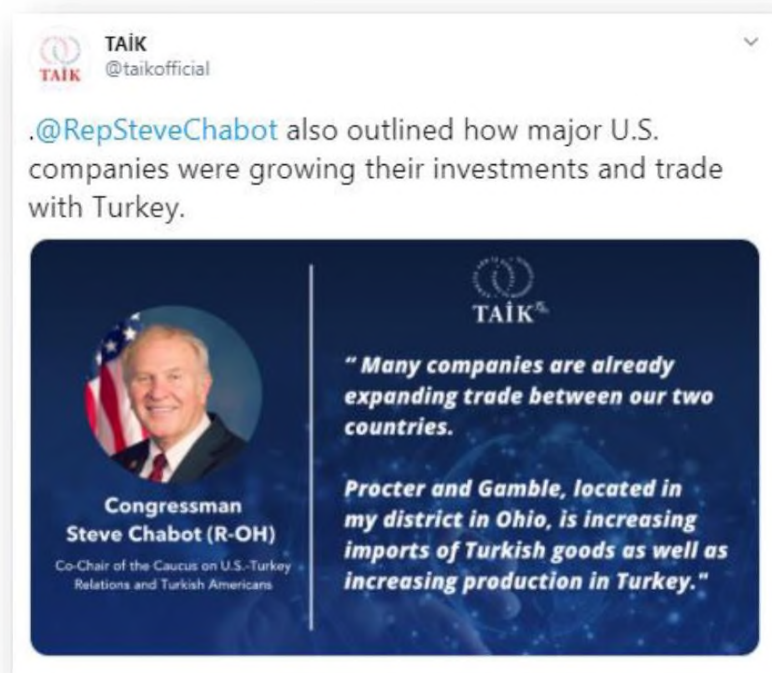 TAİK
@taikofficial
TAİK
.@RepSteveChabot also outlined how major U.S.
companies were growing their investments and trade
with Turkey.
TAİK
“ Many companies are already
expanding trade between our two
countries.
Procter and Gamble, located in
my district in Ohio, is increasing
imports of Turkish goods as well as
increasing production in Turkey."
Congressman
Steve Chabot (R-OH)
Co-Chair of the Caucus on U.S.-Turkey
Relations and Turkish Americans